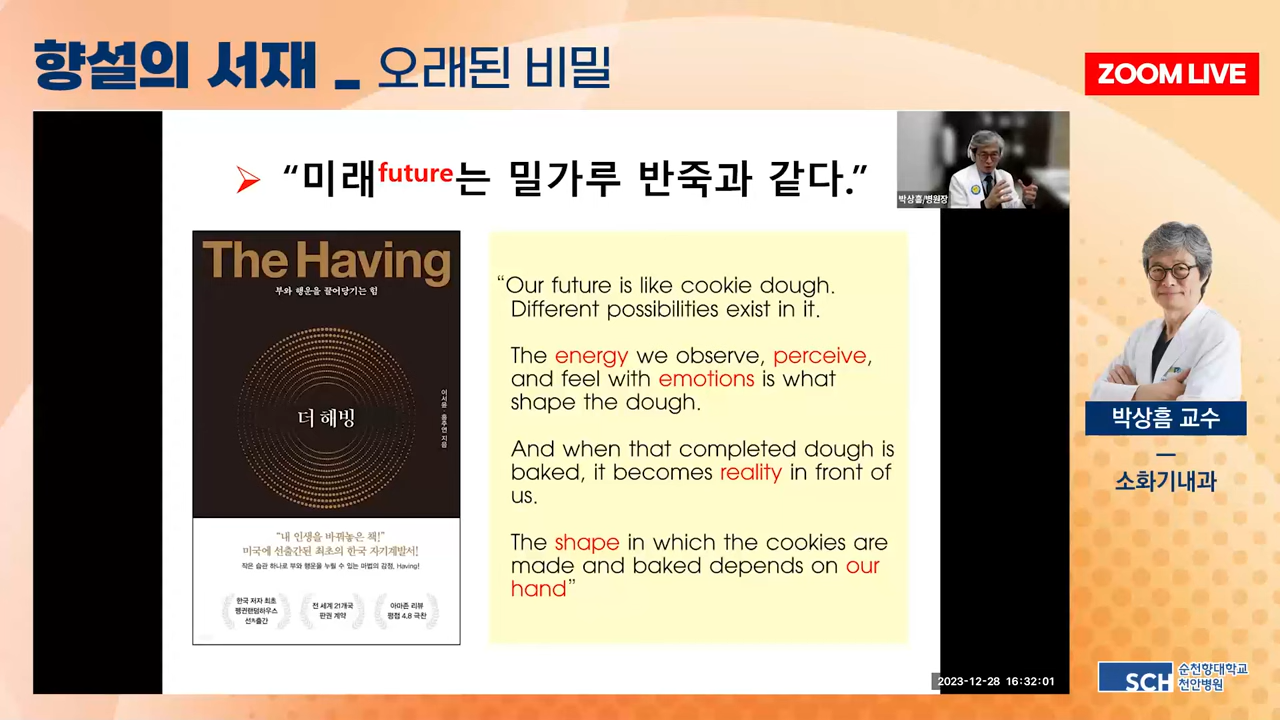 향설의 서재 _ 오래된 비밀
ZOOM LIVE
➢ “미래future는 밀가루 반죽과 같다.”
박상흠/병원장
The Having
부와 행운을 끌어당기는 힘
더 해빙
이서윤·홍주연 지음
“내 인생을 바꿔놓은 책!”
미국에 선출간된 최초의 한국 자기계발서!
작은 습관 하나로 부와 행운을 누릴 수 있는 마법의 감정, Having!
한국 저자 최초
펭귄랜덤하우스
선출간
전 세계 21개국
판권 계약
아마존 리뷰
평점 4.8 극찬
“Our future is like cookie dough.
Different possibilities exist in it.
The energy we observe, perceive,
and feel with emotions is what
shape the dough.
And when that completed dough is
baked, it becomes reality in front of
us.
The shape in which the cookies are
made and baked depends on our
hand”
2023-12-28 16:32:01
박상흠 교수
소화기내과
SCH 순천향대학교
천안병원